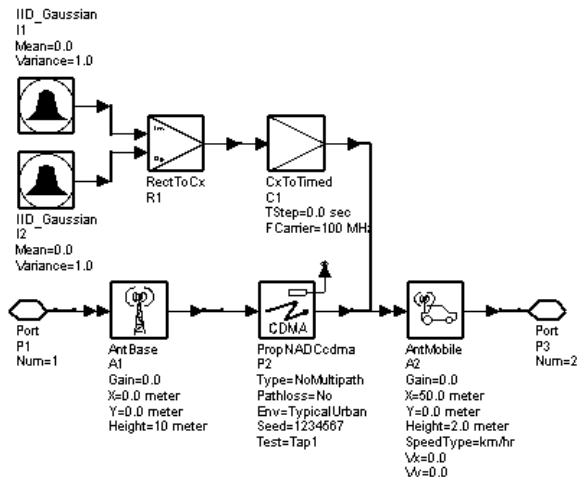 IID_Gaussian
I1
Mean=0.0
Variance=1.0
IID_Gaussian
I2
Mean=0.0
Variance=1.0
Im
Re
RectToCx
R1
CxToTimed
C1
TStep=0.0 sec
FCarrier=100 MHz
Port
P1
Num=1
AntBase
A1
Gain=0.0
X=0.0 meter
Y=0.0 meter
Height=10 meter
CDMA
PropNADCcdma
P2
Type=NoMultipath
Pathloss=No
Env=TypicalUrban
Seed=1234567
Test=Tap1
AntMobile
A2
Gain=0.0
X=50.0 meter
Y=0.0 meter
Height=2.0 meter
SpeedType=km/hr
Vx=0.0
Vy=0.0
Port
P3
Num=2